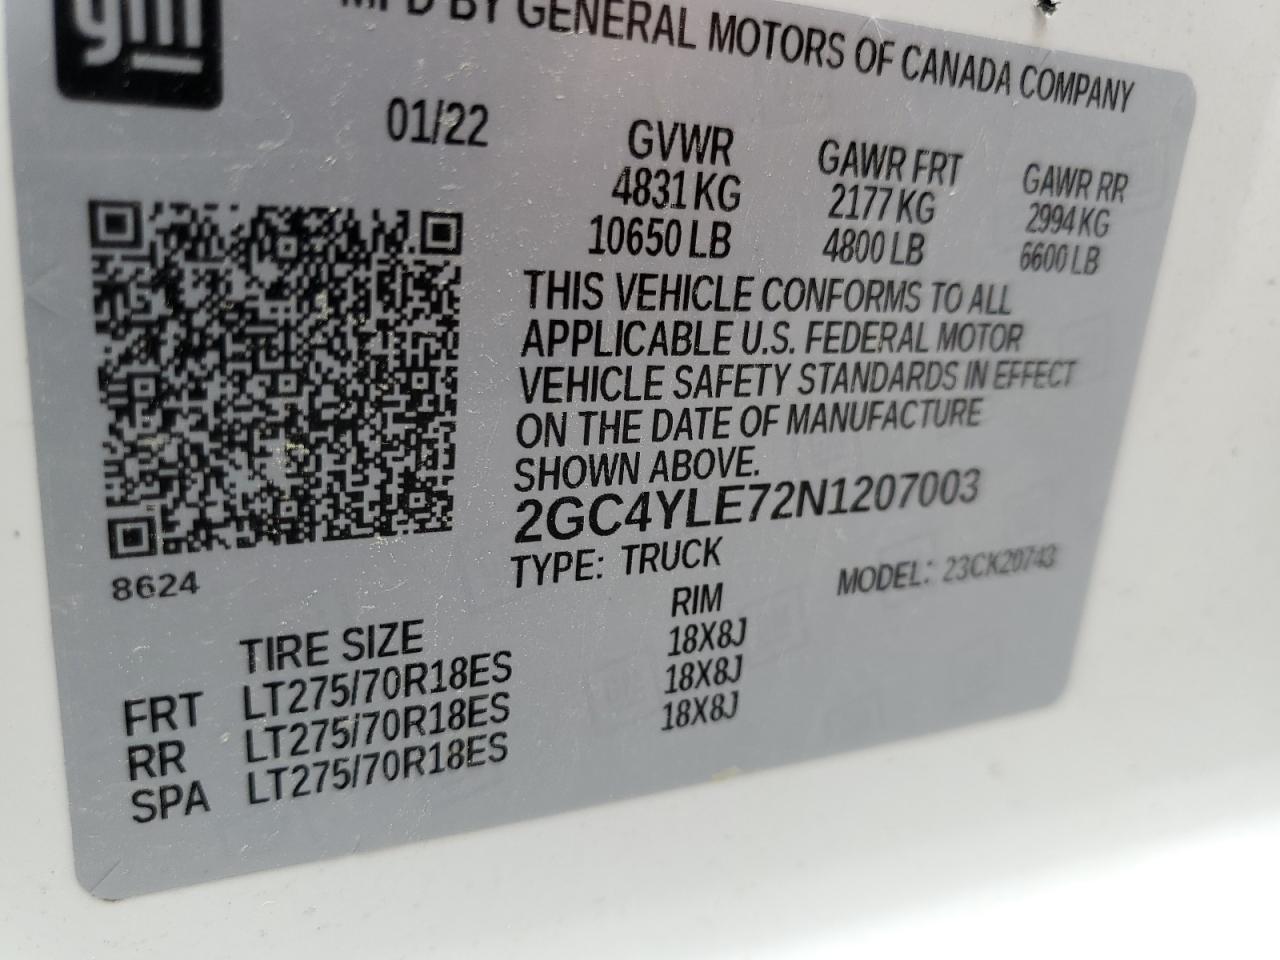 gm
MFD BY GENERAL MOTORS OF CANADA COMPANY
01/22
GVWR GAWR FRT GAWR RR
4831 KG 2177 KG 2994 KG
10650 LB 4800 LB 6600 LB
THIS VEHICLE CONFORMS TO ALL
APPLICABLE U.S. FEDERAL MOTOR
VEHICLE SAFETY STANDARDS IN EFFECT
ON THE DATE OF MANUFACTURE
SHOWN ABOVE.
2GC4YLE72N1207003
8624
TYPE: TRUCK MODEL: 23CK20743
TIRE SIZE RIM
FRT LT275/70R18ES 18X8J
RR LT275/70R18ES 18X8J
SPA LT275/70R18ES 18X8J